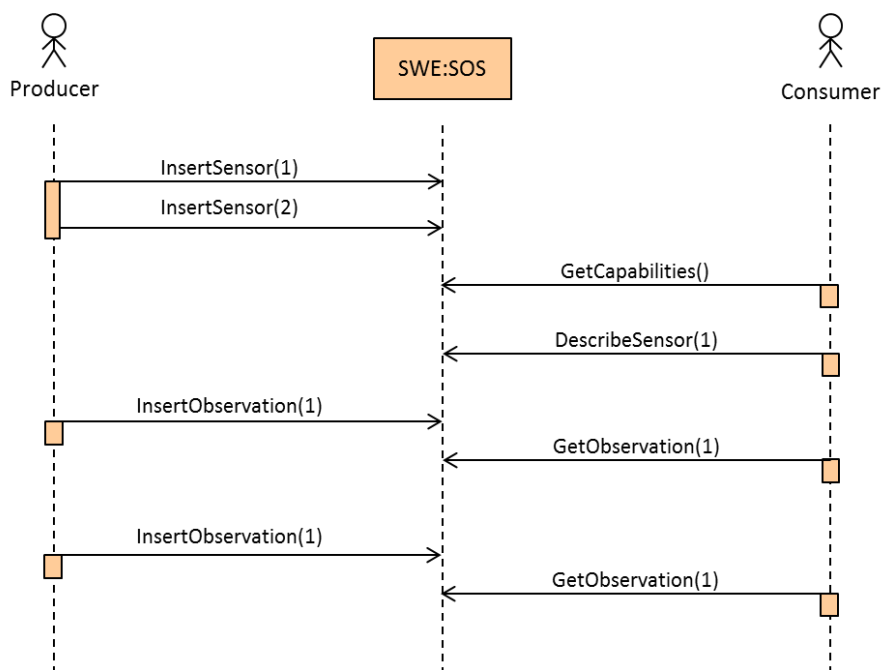 Producer
SWE:SOS
Consumer
InsertSensor(1)
InsertSensor(2)
GetCapabilities()
DescribeSensor(1)
InsertObservation(1)
GetObservation(1)
InsertObservation(1)
GetObservation(1)